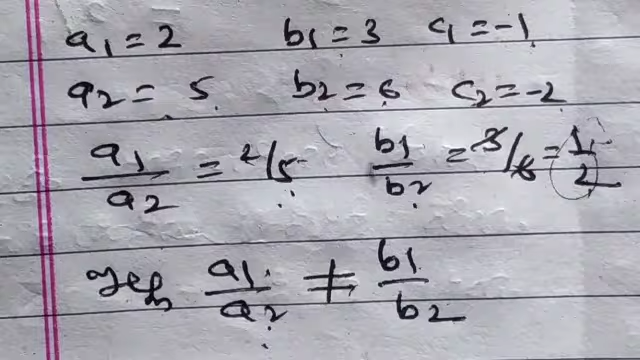 a1 = 2 b1 = 3 c1 = -1
a2 = 5 b2 = 6 c2 = -2
a1/a2 = 2/5 b1/b2 = 3/6 = 1/2
a1/a2 ≠ b1/b2